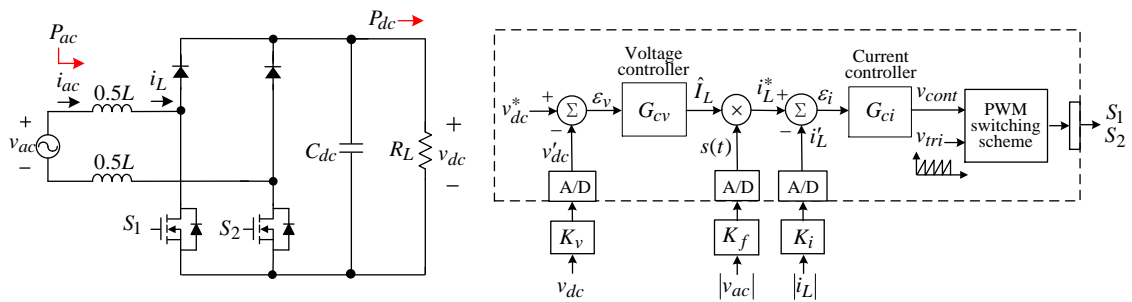 P_ac
i_ac
0.5L
i_L
+
v_ac
−
0.5L
S_1
S_2
P_dc
C_dc
R_L
+
v_dc
−
v*_dc
+
Σ
−
v'_dc
ε_v
Voltage
controller
G_cv
Î_L
×
s(t)
i*_L
+
Σ
−
i'_L
ε_i
Current
controller
G_ci
v_cont
v_tri
PWM
switching
scheme
S_1
S_2
A/D
A/D
A/D
K_v
K_f
K_i
v_dc
|v_ac|
|i_L|